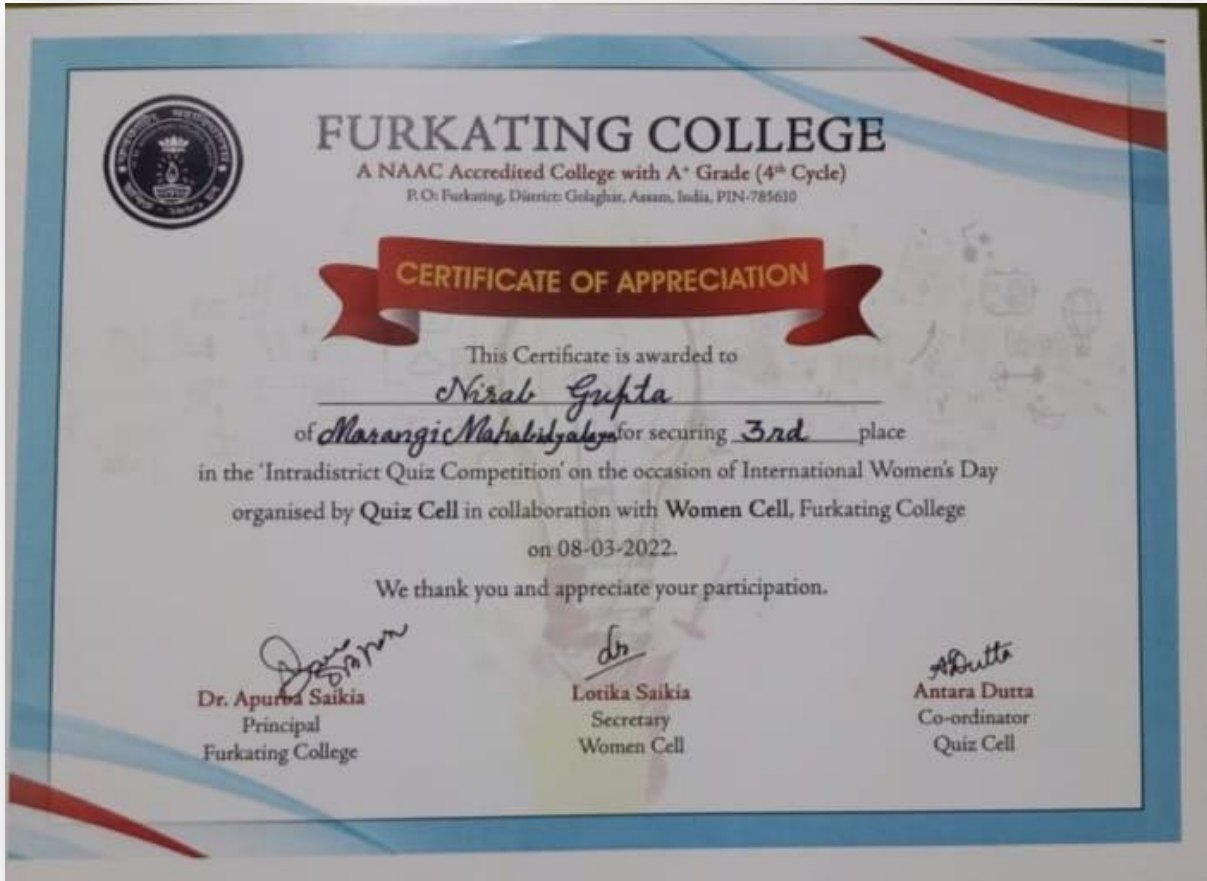 FURKATING COLLEGE
A NAAC Accredited College with A+ Grade (4th Cycle)
P. O: Furkating, District: Golaghat, Assam, India, PIN-785610
CERTIFICATE OF APPRECIATION
This Certificate is awarded to
Nirab Gupta
of Marangi Mahabidyalaya for securing 3rd place
in the 'Intradistrict Quiz Competition' on the occasion of International Women's Day
organised by Quiz Cell in collaboration with Women Cell, Furkating College
on 08-03-2022.
We thank you and appreciate your participation.
ADutta
Dr. Apurba Saikia
Lotika Saikia
Antara Dutta
Principal
Secretary
Co-ordinator
Furkating College
Women Cell
Quiz Cell